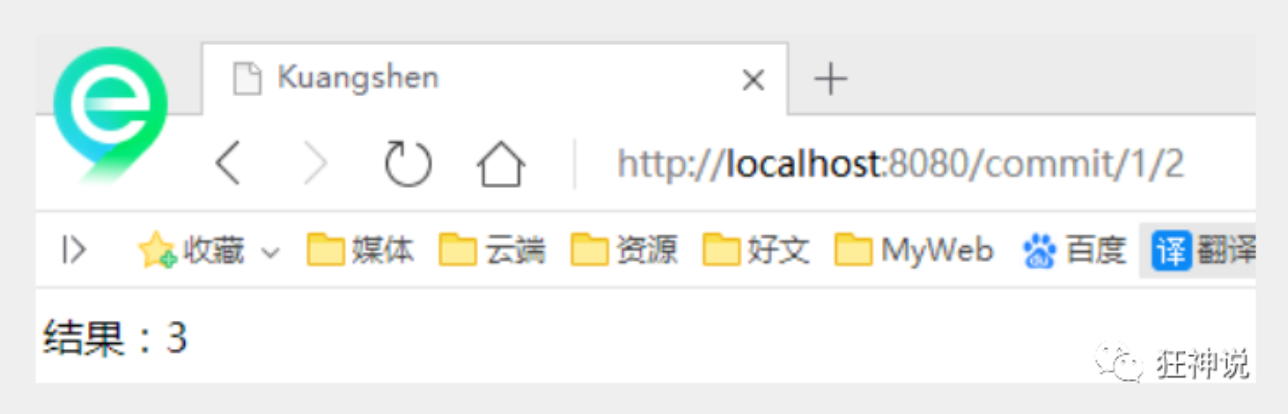 Kuangshen
http://localhost:8080/commit/1/2
收藏 媒体 云端 资源 好文 MyWeb du 百度 译 翻译
结果：3
狂神说